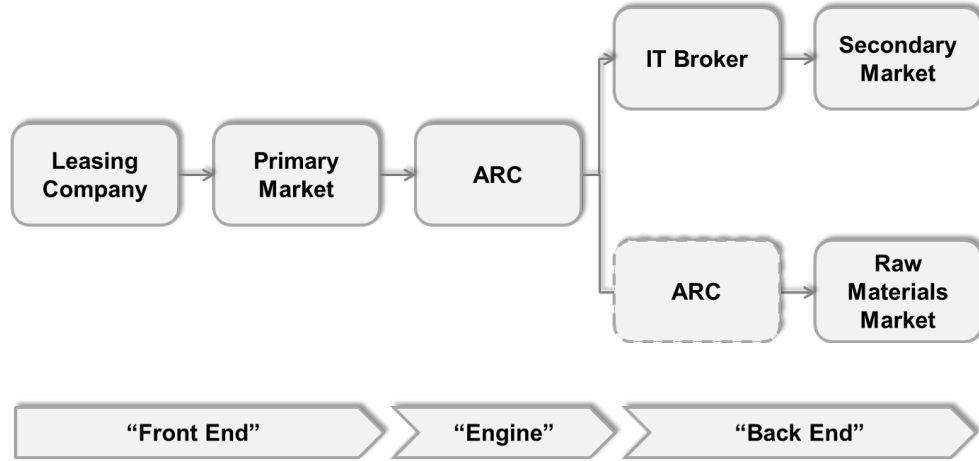 IT Broker
Secondary
Market
Leasing
Company
Primary
Market
ARC
ARC
Raw
Materials
Market
“Front End”
“Engine”
“Back End”